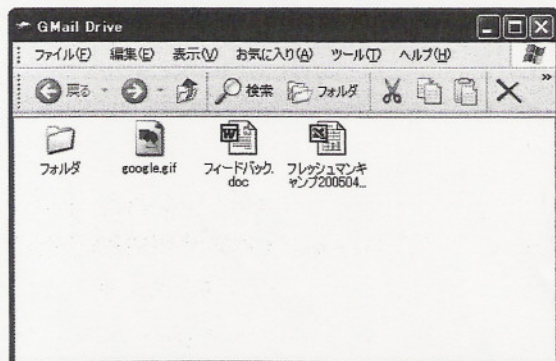 GMail Drive
ファイル(F) 編集(E) 表示(V) お気に入り(A) ツール(T) ヘルプ(H)
戻る 検索 フォルダ »
フォルダ google.gif フィードバック. フレッシュマンキ
doc ャンプ200504...